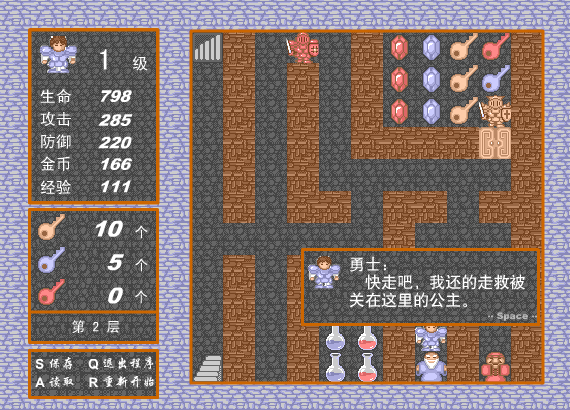 1 级
生命 798
攻击 285
防御 220
金币 166
经验 111
10 个
5 个
0 个
第 2 层
S 保存 Q 退出程序
A 读取 R 重新开始
勇士：
快走吧，我还的走救被
关在这里的公主。
-- Space --